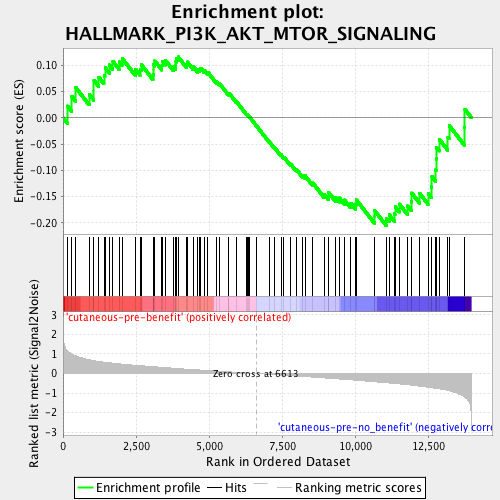 Enrichment plot:
HALLMARK_PI3K_AKT_MTOR_SIGNALING
Enrichment score (ES)
0.10
0.05
0.00
-0.05
-0.10
-0.15
-0.20
'cutaneous-pre-benefit' (positively correlated)
Ranked list metric (Signal2Noise)
3
2
1
0
-1
-2
-3
Zero cross at 6613
'cutaneous-pre-no_benefit' (negatively corre
0
2,500
5,000
7,500
10,000
12,500
Rank in Ordered Dataset
Enrichment profile
Hits
Ranking metric scores